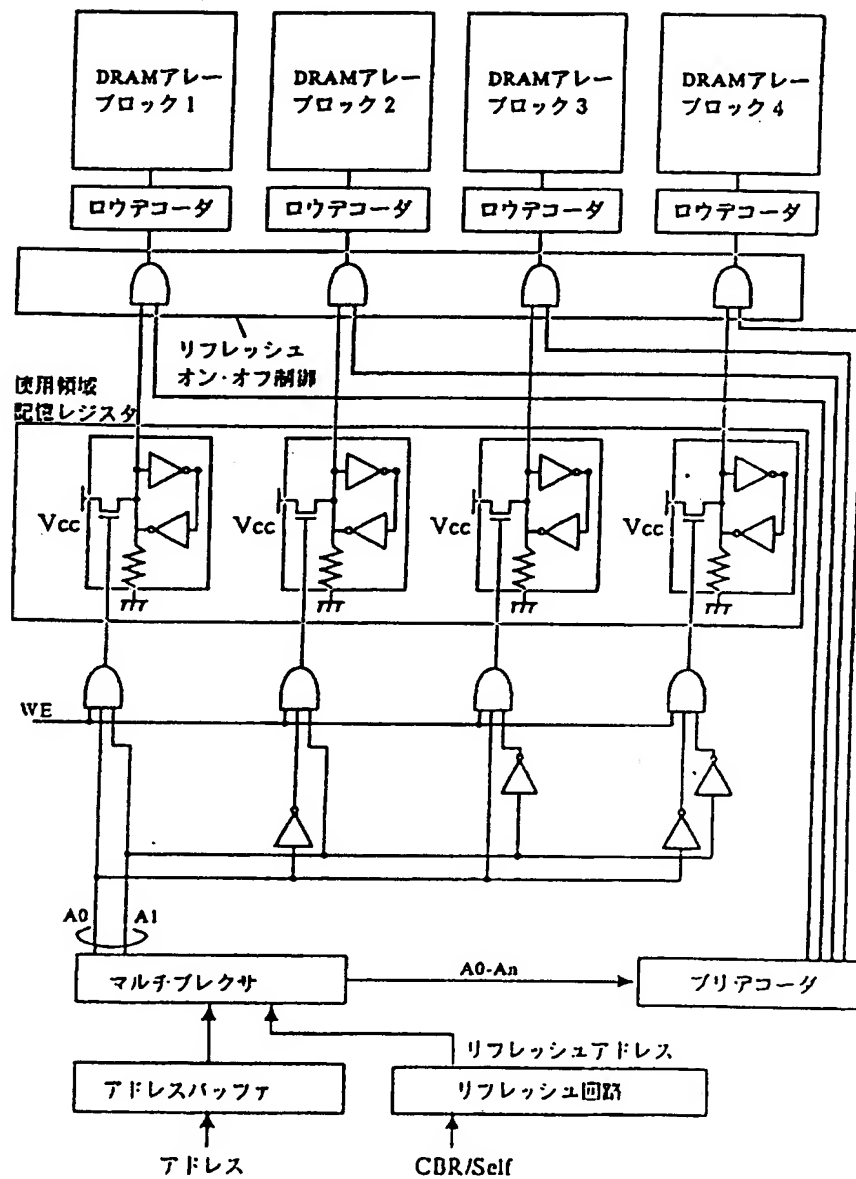 DRAMアレー
ブロック1
DRAMアレー
ブロック2
DRAMアレー
ブロック3
DRAMアレー
ブロック4
ロウデコーダ
ロウデコーダ
ロウデコーダ
ロウデコーダ
リフレッシュ
オン・オフ制御
使用領域
記憶レジスタ
Vcc
Vcc
Vcc
Vcc
WE
A0
A1
マルチプレクサ
A0-An
プリデコーダ
リフレッシュアドレス
アドレスバッファ
リフレッシュ回路
アドレス
CBR/Self